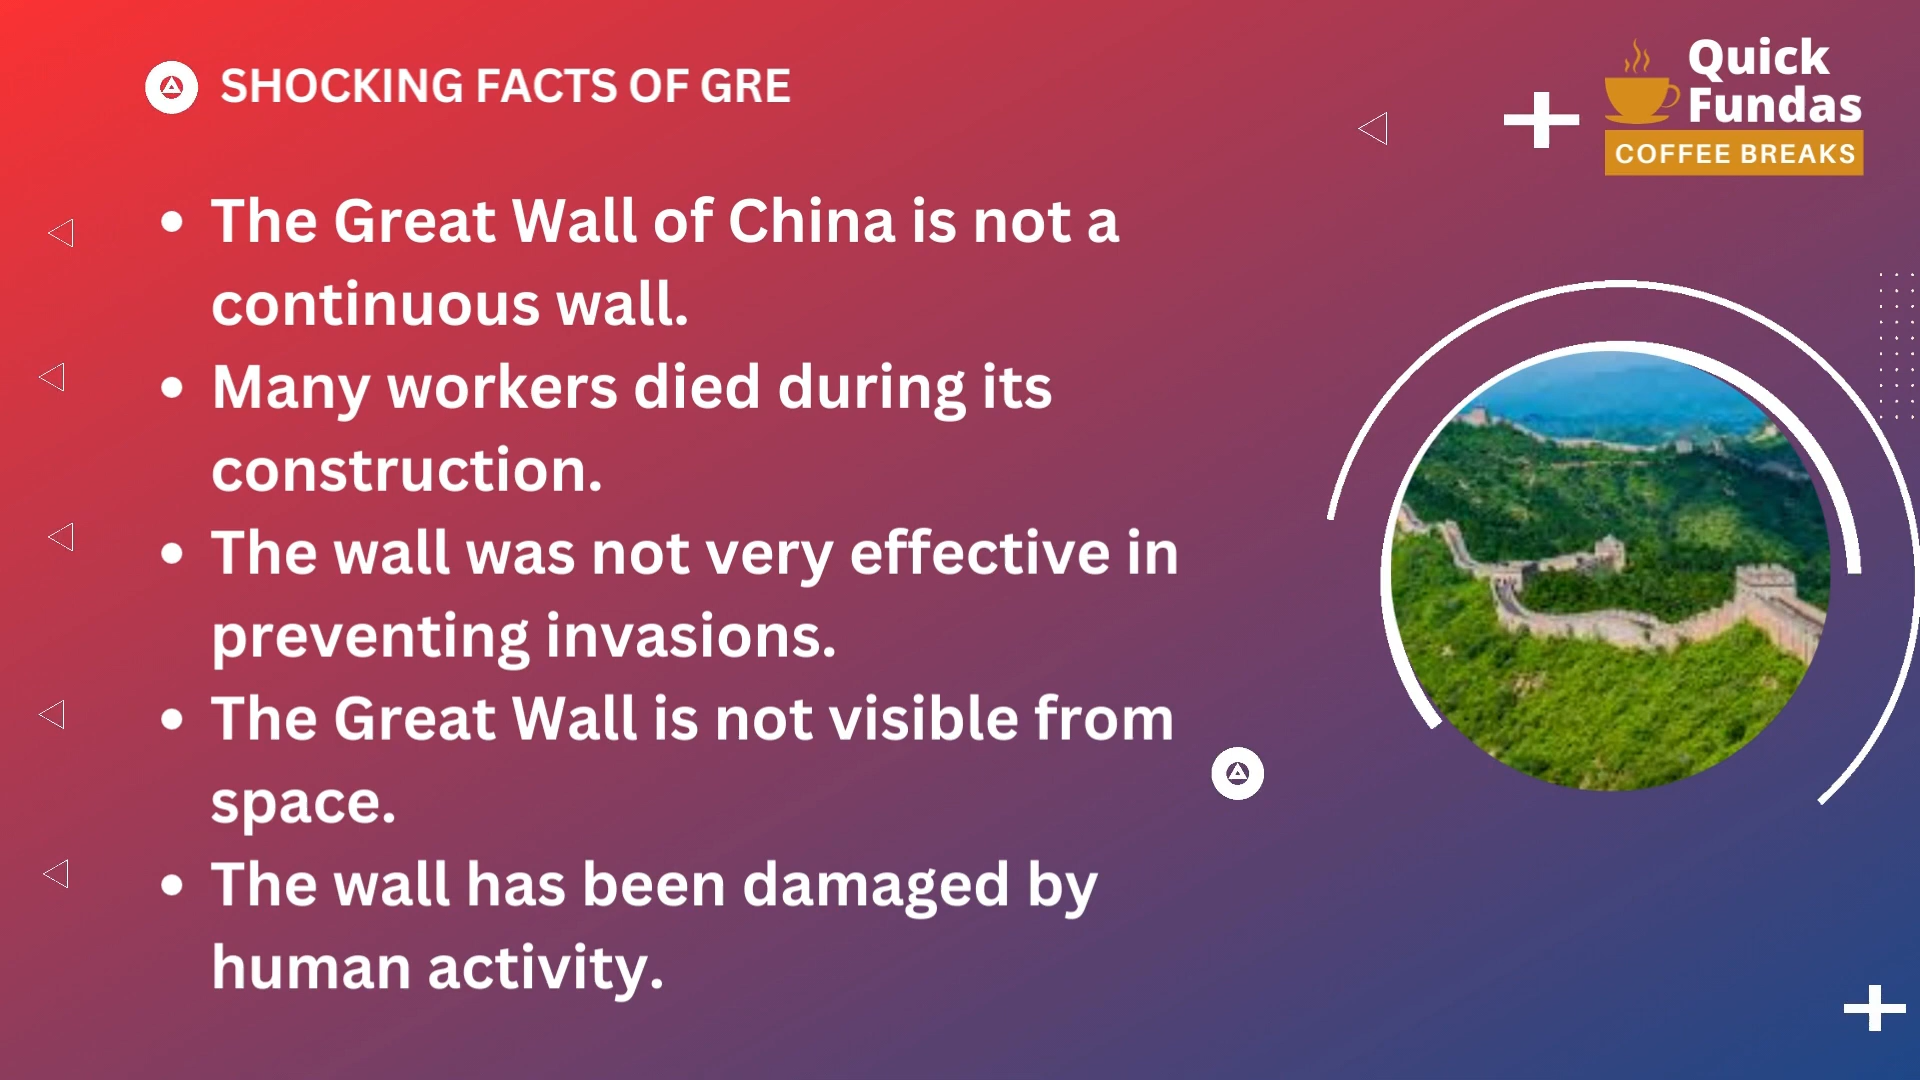 SHOCKING FACTS OF GRE
Quick
Fundas
COFFEE BREAKS
• The Great Wall of China is not a
continuous wall.
• Many workers died during its
construction.
• The wall was not very effective in
preventing invasions.
• The Great Wall is not visible from
space.
• The wall has been damaged by
human activity.